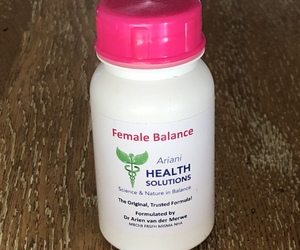 Female Balance
Ariani
HEALTH
SOLUTIONS
Science & Nature in Balance
The Original, Trusted Formula!
Formulated by
Dr Arien van der Merwe